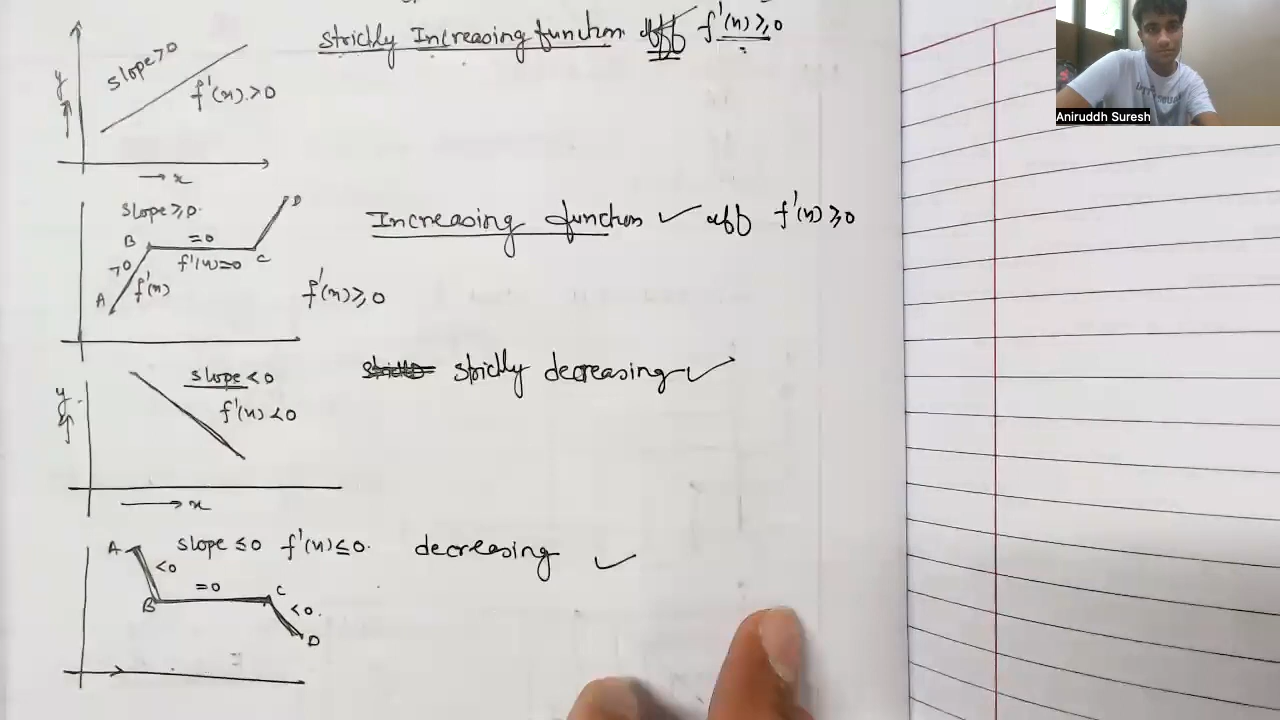 strictly Increasing function iff f'(x) ≥ 0
slope > 0
f'(x) > 0
y
x
Increasing function ✓ iff f'(x) ≥ 0
slope ≥ 0
B = 0 D
> 0 f'(x) = 0 C
A f'(x)
f'(x) ≥ 0
strictly decreasing ✓
slope < 0
f'(x) < 0
y
x
slope ≤ 0 f'(x) ≤ 0. decreasing ✓
A < 0
= 0 C
B < 0.
D
Aniruddh Suresh